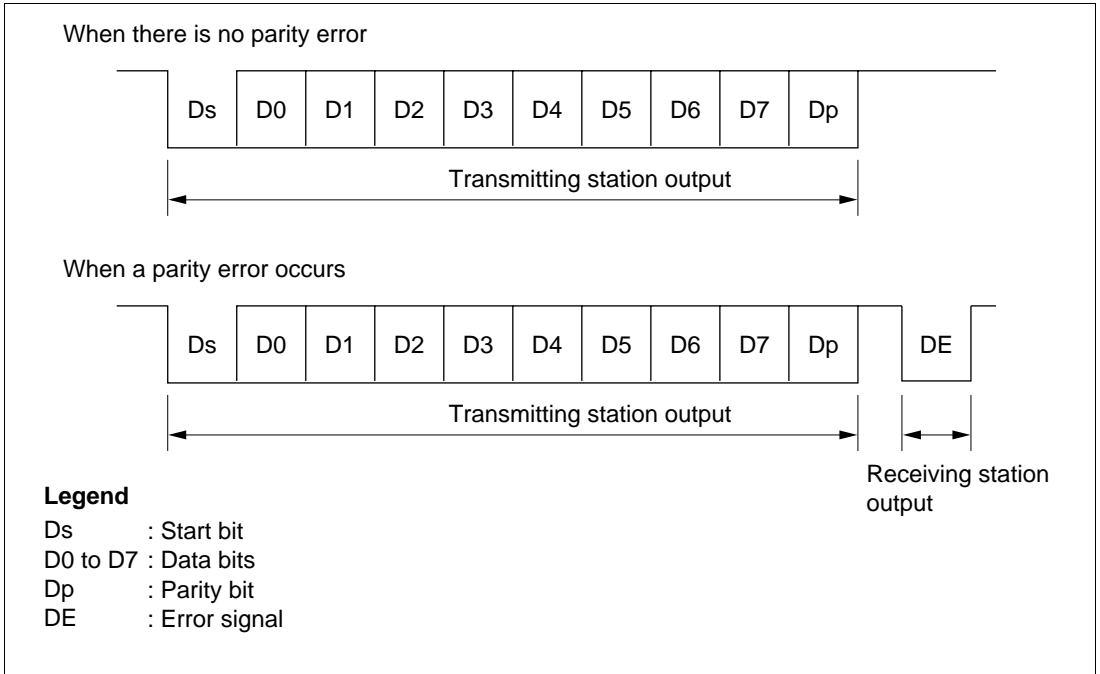 When there is no parity error
Ds D0 D1 D2 D3 D4 D5 D6 D7 Dp
Transmitting station output
When a parity error occurs
Ds D0 D1 D2 D3 D4 D5 D6 D7 Dp DE
Transmitting station output
Receiving station
output
Legend
Ds : Start bit
D0 to D7 : Data bits
Dp : Parity bit
DE : Error signal